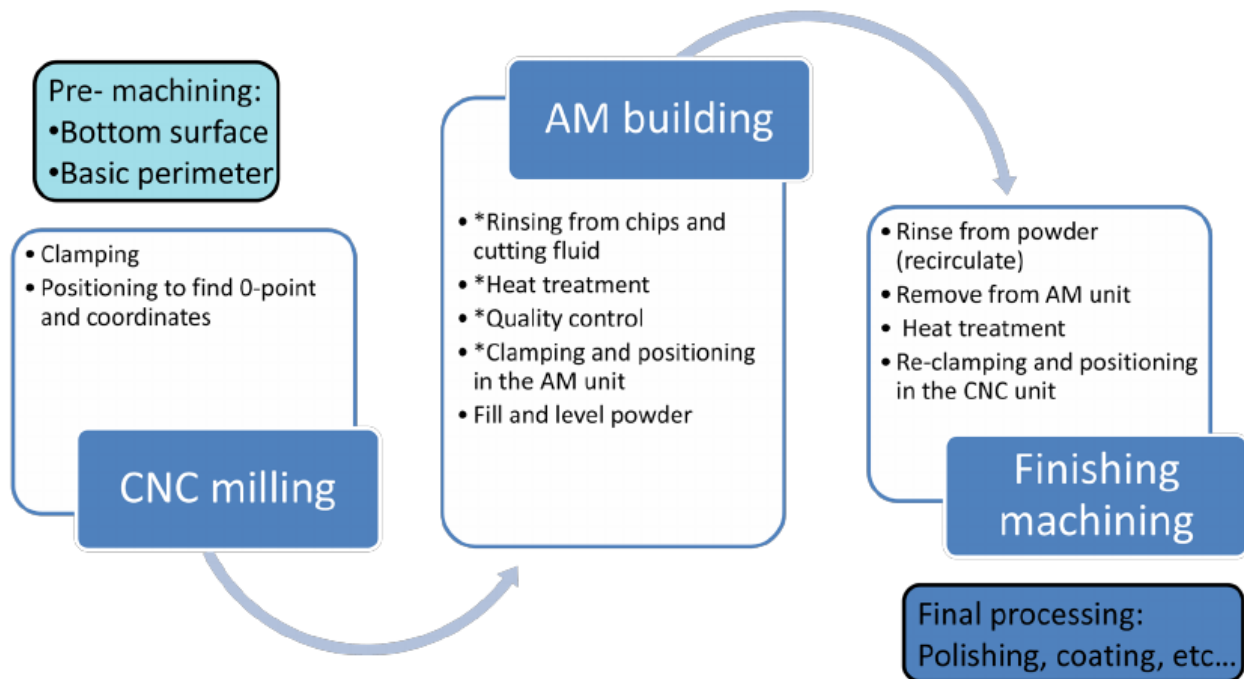 Pre- machining:
•Bottom surface
•Basic perimeter
• Clamping
• Positioning to find 0-point
and coordinates
CNC milling
AM building
• *Rinsing from chips and
cutting fluid
• *Heat treatment
• *Quality control
• *Clamping and positioning
in the AM unit
• Fill and level powder
• Rinse from powder
(recirculate)
• Remove from AM unit
• Heat treatment
• Re-clamping and positioning
in the CNC unit
Finishing
machining
Final processing:
Polishing, coating, etc...